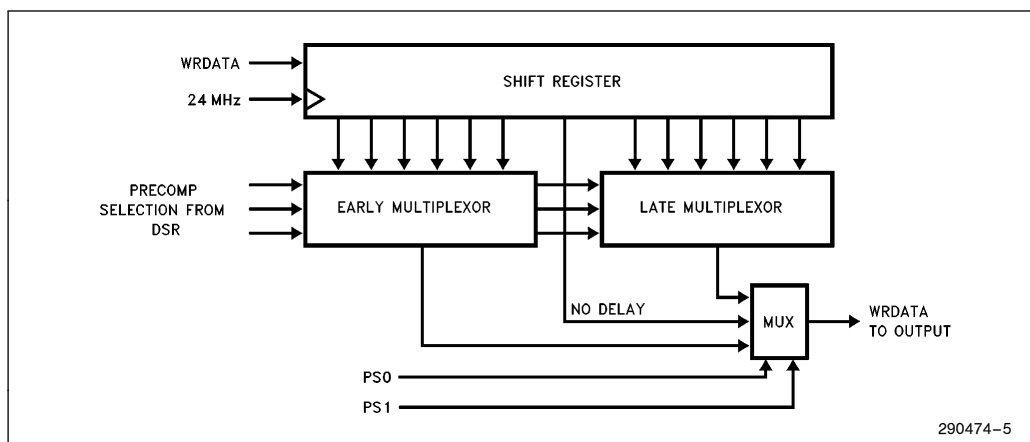 WRDATA
24 MHz
SHIFT REGISTER
PRECOMP
SELECTION FROM
DSR
EARLY MULTIPLEXOR
LATE MULTIPLEXOR
NO DELAY
MUX
WRDATA
TO OUTPUT
PS0
PS1
290474–5